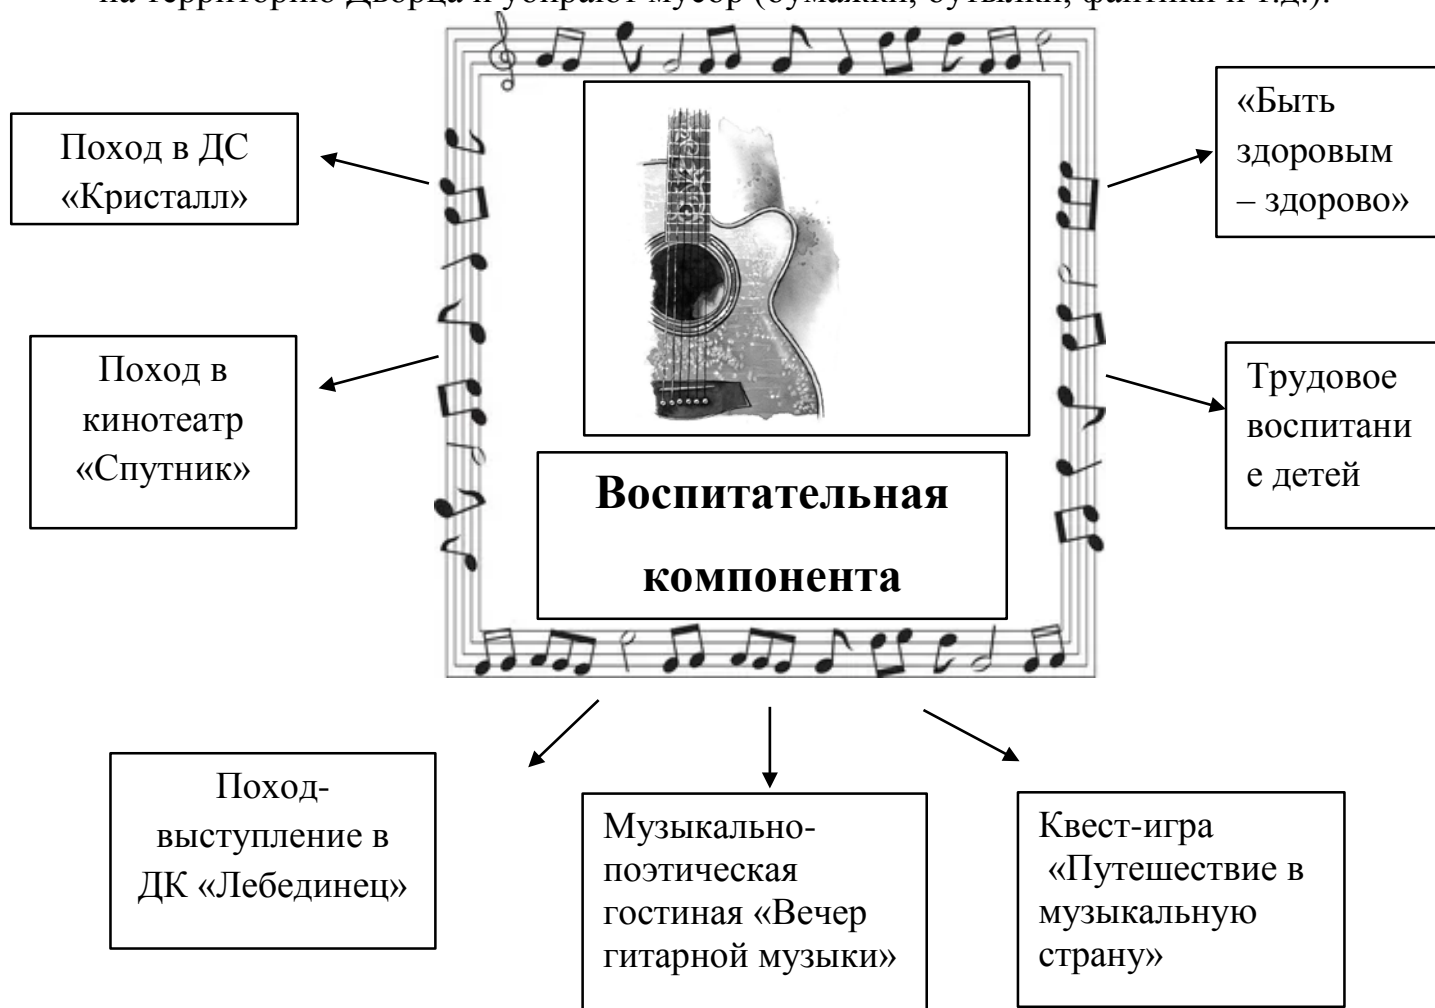 на территорию Дворца и убирают мусор (бумажки, бутылки, фантики и т.д.).
Поход в ДС
«Кристалл»
«Быть
здоровым
– здорово»
Поход в
кинотеатр
«Спутник»
Трудовое
воспитани
е детей
Воспитательная
компонента
Поход-
выступление в
ДК «Лебединец»
Музыкально-
поэтическая
гостиная «Вечер
гитарной музыки»
Квест-игра
«Путешествие в
музыкальную
страну»